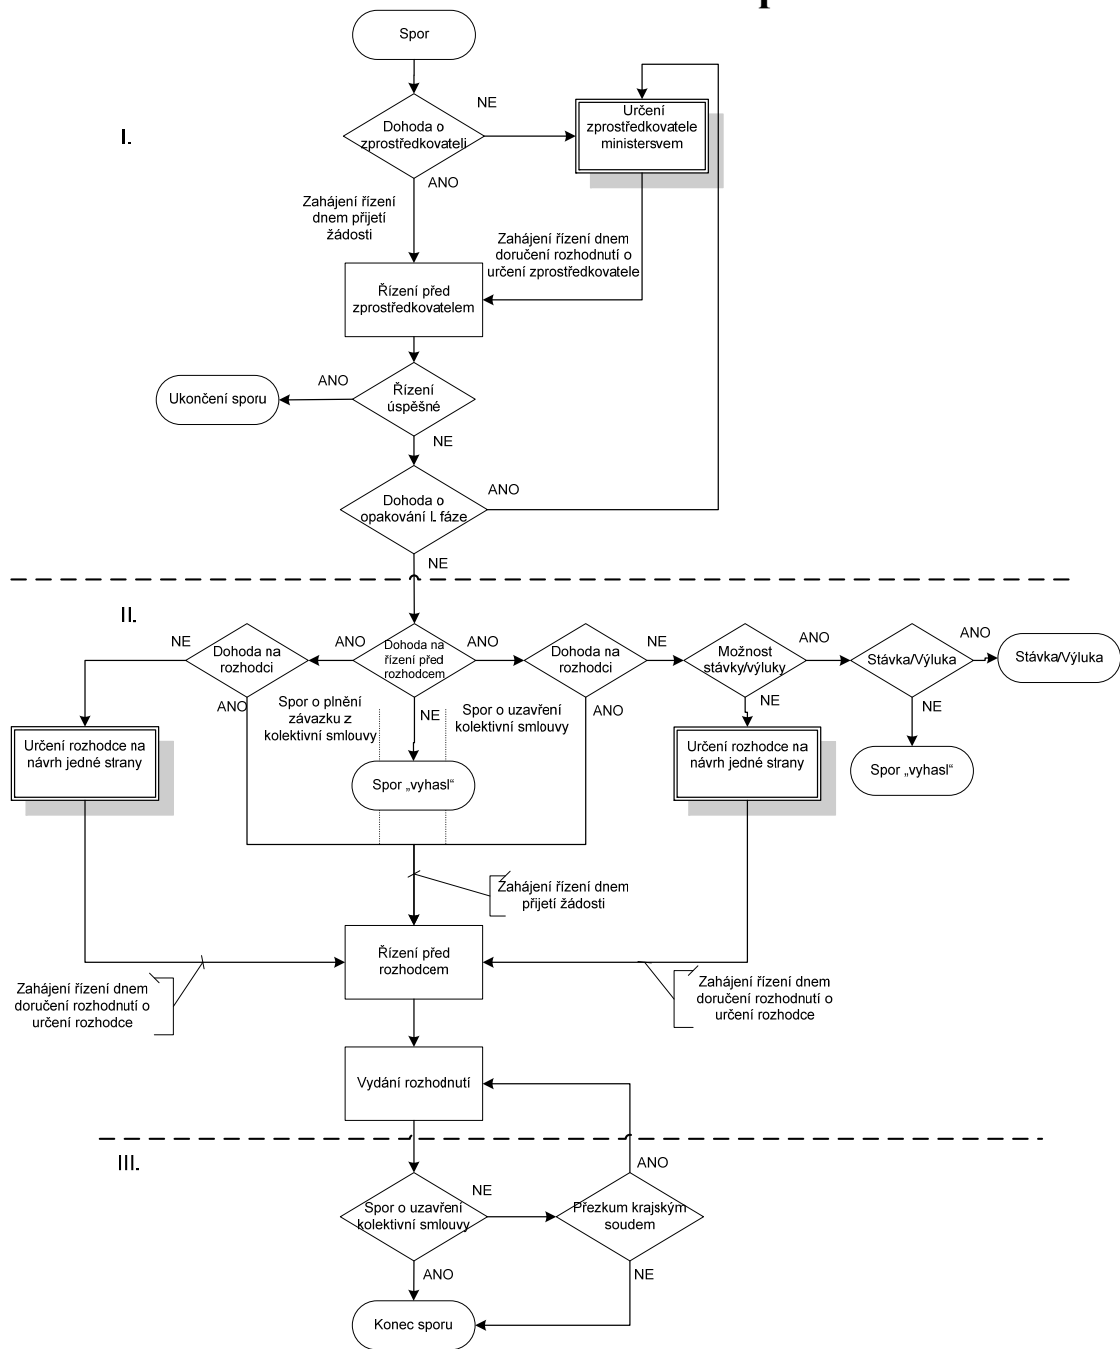 Spor
NE
Určení
zprostředkovatele
ministersvem
Dohoda o
zprostředkovateli
I.
ANO
Zahájení řízení
dnem přijetí
žádosti
Zahájení řízení dnem
doručení rozhodnutí o
určení zprostředkovatele
Řízení před
zprostředkovatelem
ANO
Řízení
úspěšné
Ukončení sporu
NE
Dohoda o
opakování I. fáze
ANO
NE
II.
NE
Dohoda na
rozhodci
ANO
Dohoda na
řízení před
rozhodcem
ANO
Dohoda na
rozhodci
NE
Možnost
stávky/výluky
ANO
Stávka/Výluka
ANO
Stávka/Výluka
ANO
Spor o plnění
závazku z
kolektivní smlouvy
NE
Spor o uzavření
kolektivní smlouvy
ANO
NE
NE
Určení rozhodce na
návrh jedné strany
Spor „vyhasl“
Určení rozhodce na
návrh jedné strany
Spor „vyhasl“
Zahájení řízení dnem
přijetí žádosti
Řízení před
rozhodcem
Zahájení řízení dnem
doručení rozhodnutí o
určení rozhodce
Zahájení řízení dnem
doručení rozhodnutí o
určení rozhodce
Vydání rozhodnutí
III.
ANO
NE
Spor o uzavření
kolektivní smlouvy
Přezkum krajským
soudem
ANO
NE
Konec sporu